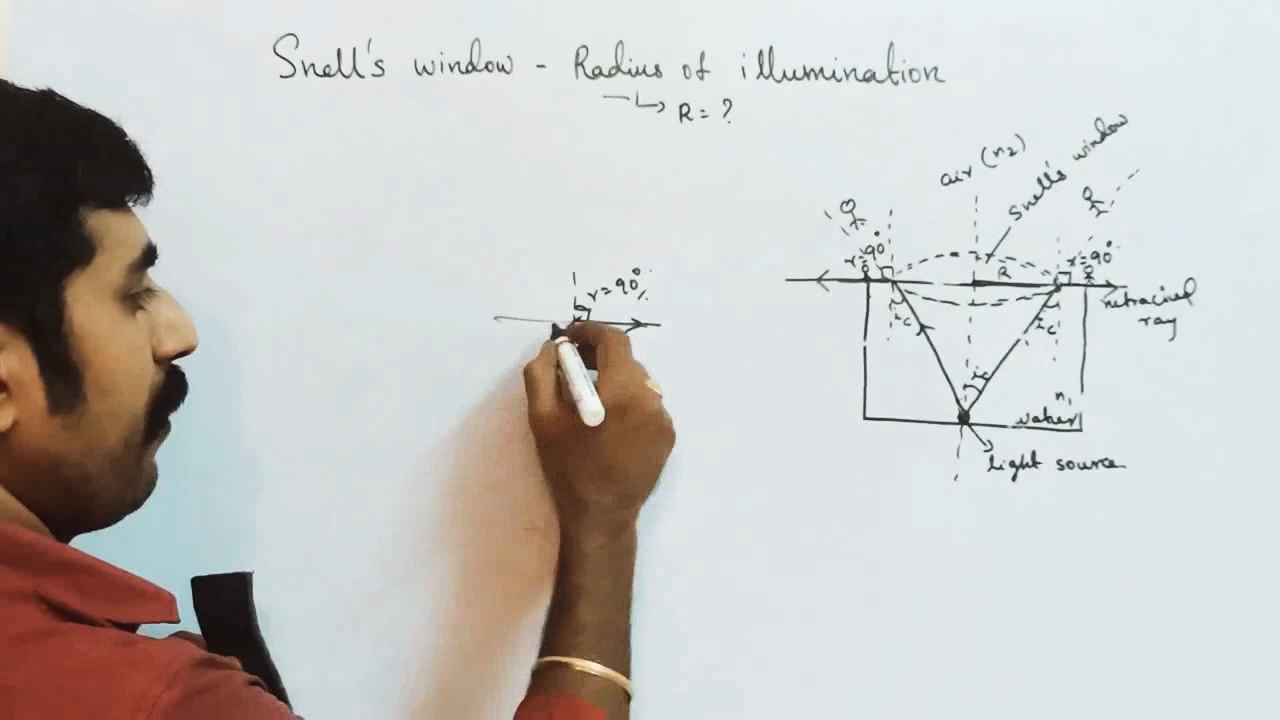 Snell's window - Radius of illumination
R = ?
air (n2)
Snell's window
r=90°
r=90°
R
ic
ic
ic
refracted
ray
n1
water
light source
r=90°